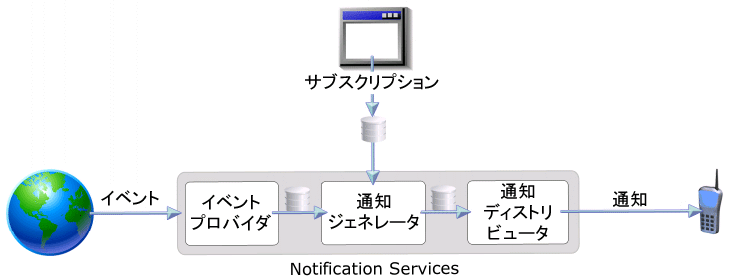 サブスクリプション
イベント
イベント
プロバイダ
通知
ジェネレータ
通知
ディストリ
ビュータ
通知
Notification Services